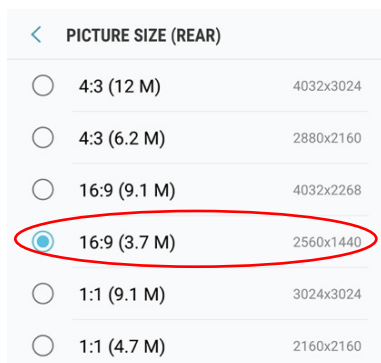 PICTURE SIZE (REAR)
4:3 (12 M) 4032x3024
4:3 (6.2 M) 2880x2160
16:9 (9.1 M) 4032x2268
16:9 (3.7 M) 2560x1440
1:1 (9.1 M) 3024x3024
1:1 (4.7 M) 2160x2160